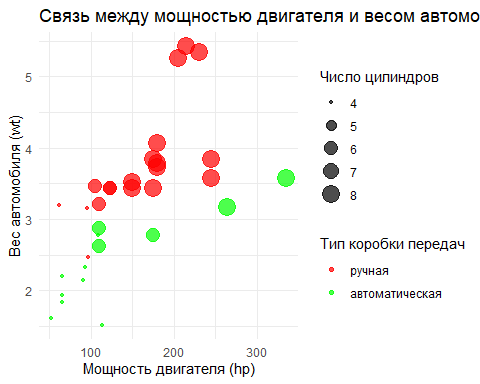 Связь между мощностью двигателя и весом автомо
Число цилиндров
4
5
6
7
8
Тип коробки передач
ручная
автоматическая
Вес автомобиля (wt)
5
4
3
2
100 200 300
Мощность двигателя (hp)